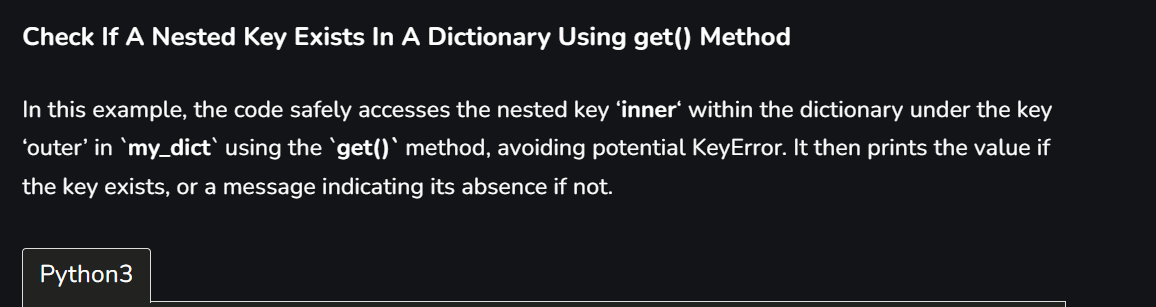 Check If A Nested Key Exists In A Dictionary Using get() Method
In this example, the code safely accesses the nested key ‘inner‘ within the dictionary under the key
‘outer’ in `my_dict` using the `get()` method, avoiding potential KeyError. It then prints the value if
the key exists, or a message indicating its absence if not.
Python3